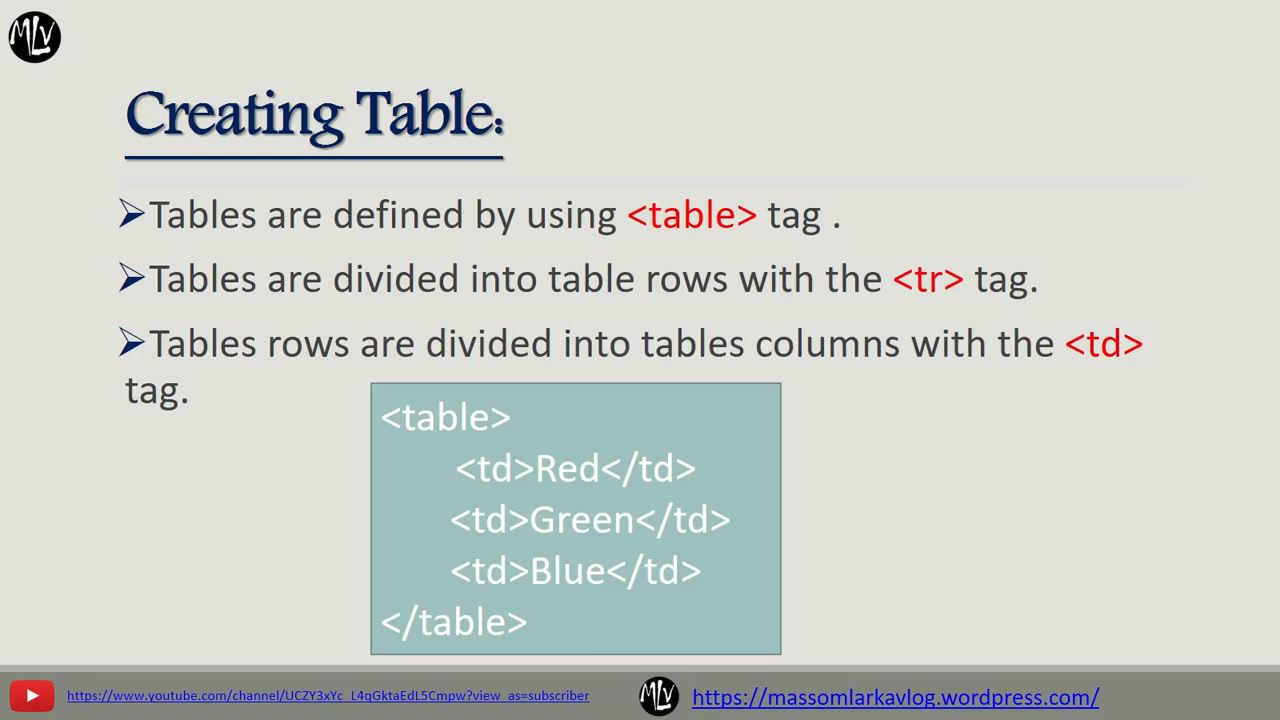 MLV
Creating Table:
Tables are defined by using <table> tag .
Tables are divided into table rows with the <tr> tag.
Tables rows are divided into tables columns with the <td>
tag.
<table>
<td>Red</td>
<td>Green</td>
<td>Blue</td>
</table>
https://www.youtube.com/channel/UCZY3xYc_L4qGktaEdL5Cmpw?view_as=subscriber
MLV
https://massomlarkavlog.wordpress.com/